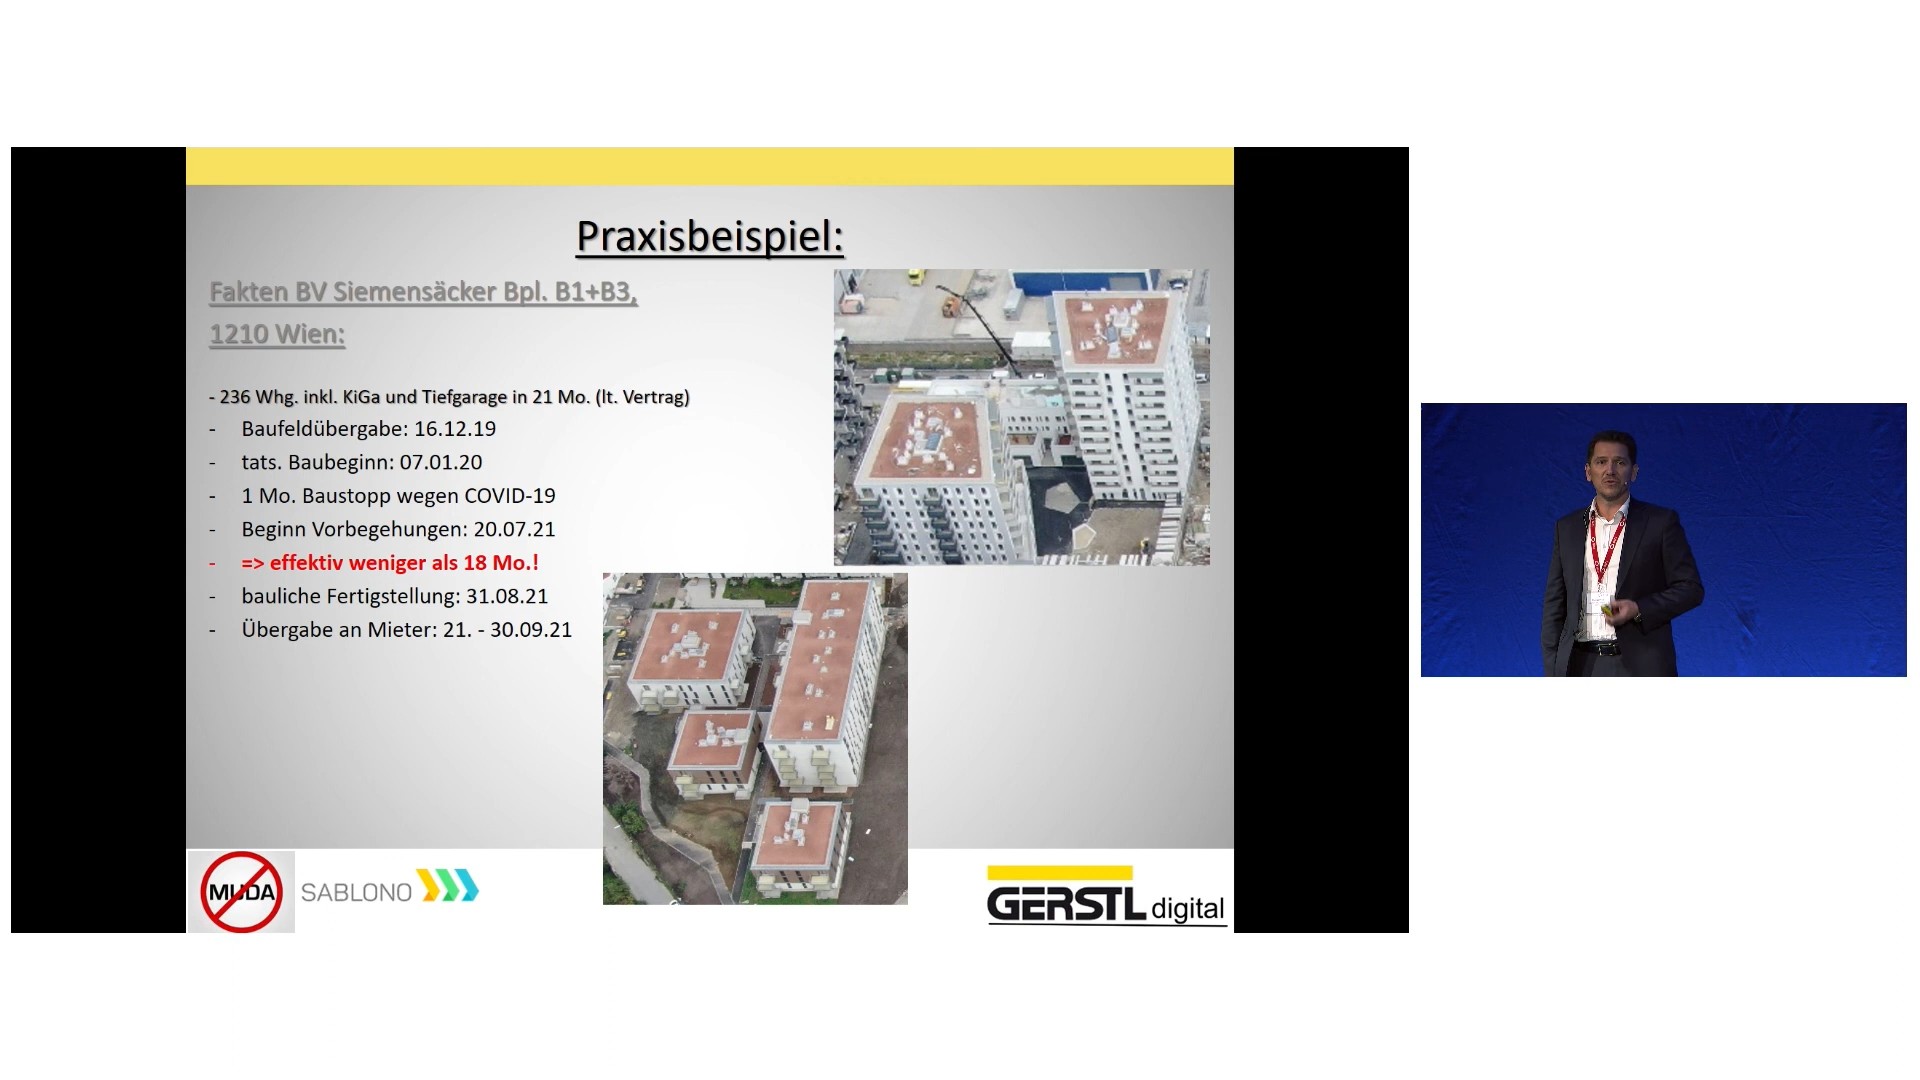 Praxisbeispiel:
Fakten BV Siemensäcker Bpl. B1+B3,
1210 Wien:
- 236 Whg. inkl. KiGa und Tiefgarage in 21 Mo. (lt. Vertrag)
- Baufeldübergabe: 16.12.19
- tats. Baubeginn: 07.01.20
- 1 Mo. Baustopp wegen COVID-19
- Beginn Vorbegehungen: 20.07.21
- => effektiv weniger als 18 Mo.!
- bauliche Fertigstellung: 31.08.21
- Übergabe an Mieter: 21. - 30.09.21
MUDA
SABLONO
GERSTL digital